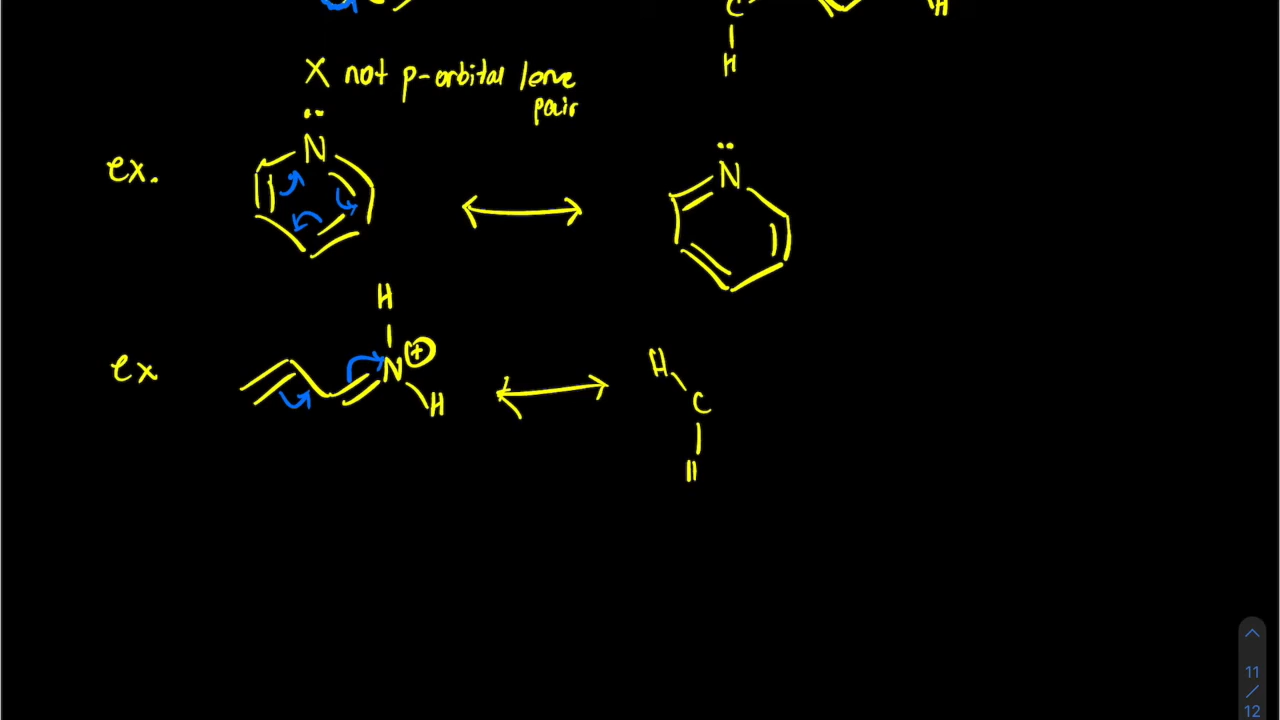 C H
H
X not p-orbital lone
pair
ex. N N
H
ex N + H H
C
H
11
/
12